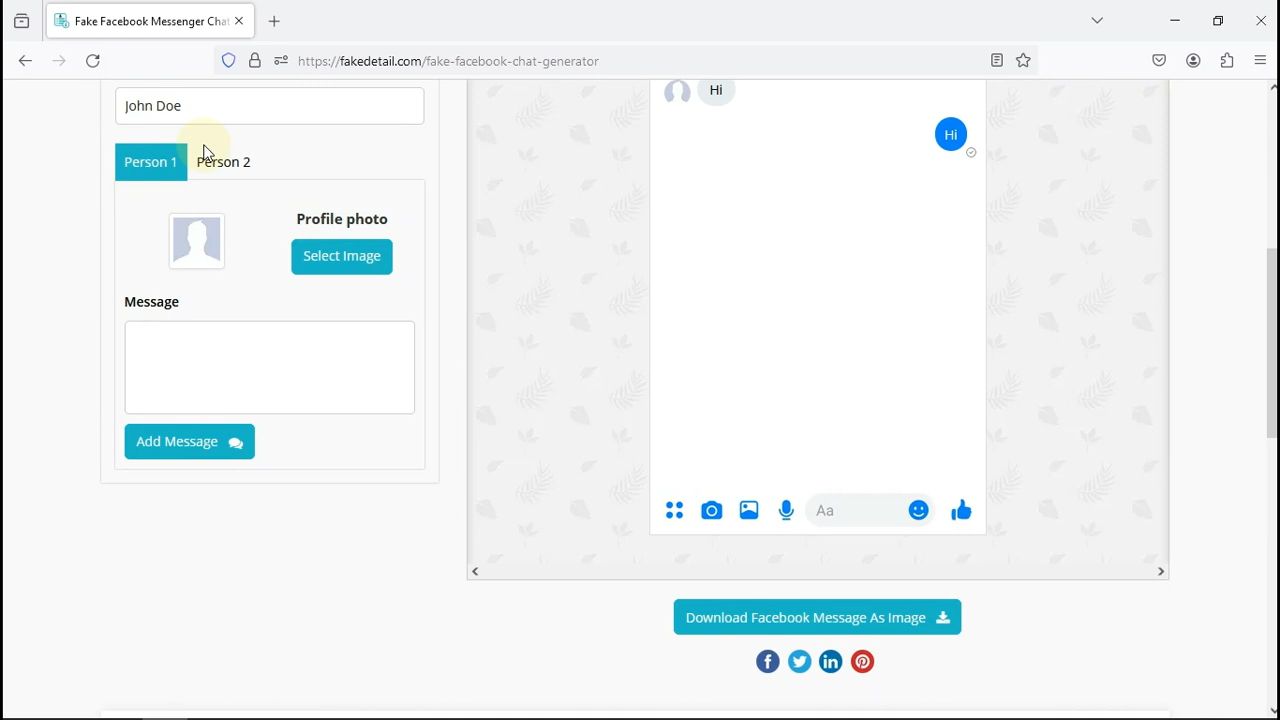 Fake Facebook Messenger Chat
https://fakedetail.com/fake-facebook-chat-generator
John Doe
Person 1
Person 2
Profile photo
Select Image
Message
Add Message
Hi
Hi
Aa
Download Facebook Message As Image